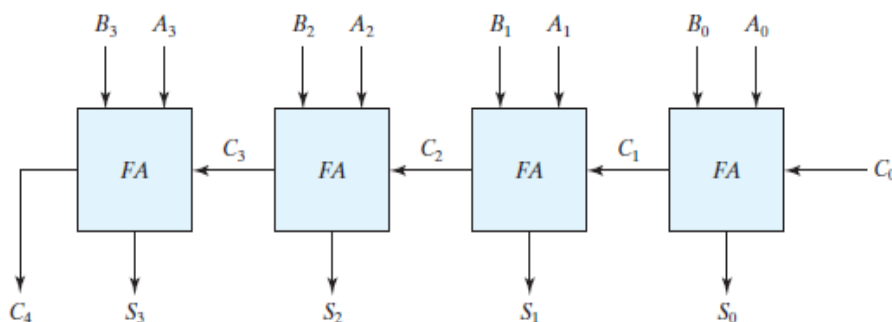 B₃ A₃ B₂ A₂ B₁ A₁ B₀ A₀
C₃ C₂ C₁
FA FA FA FA C₀
C₄ S₃ S₂ S₁ S₀